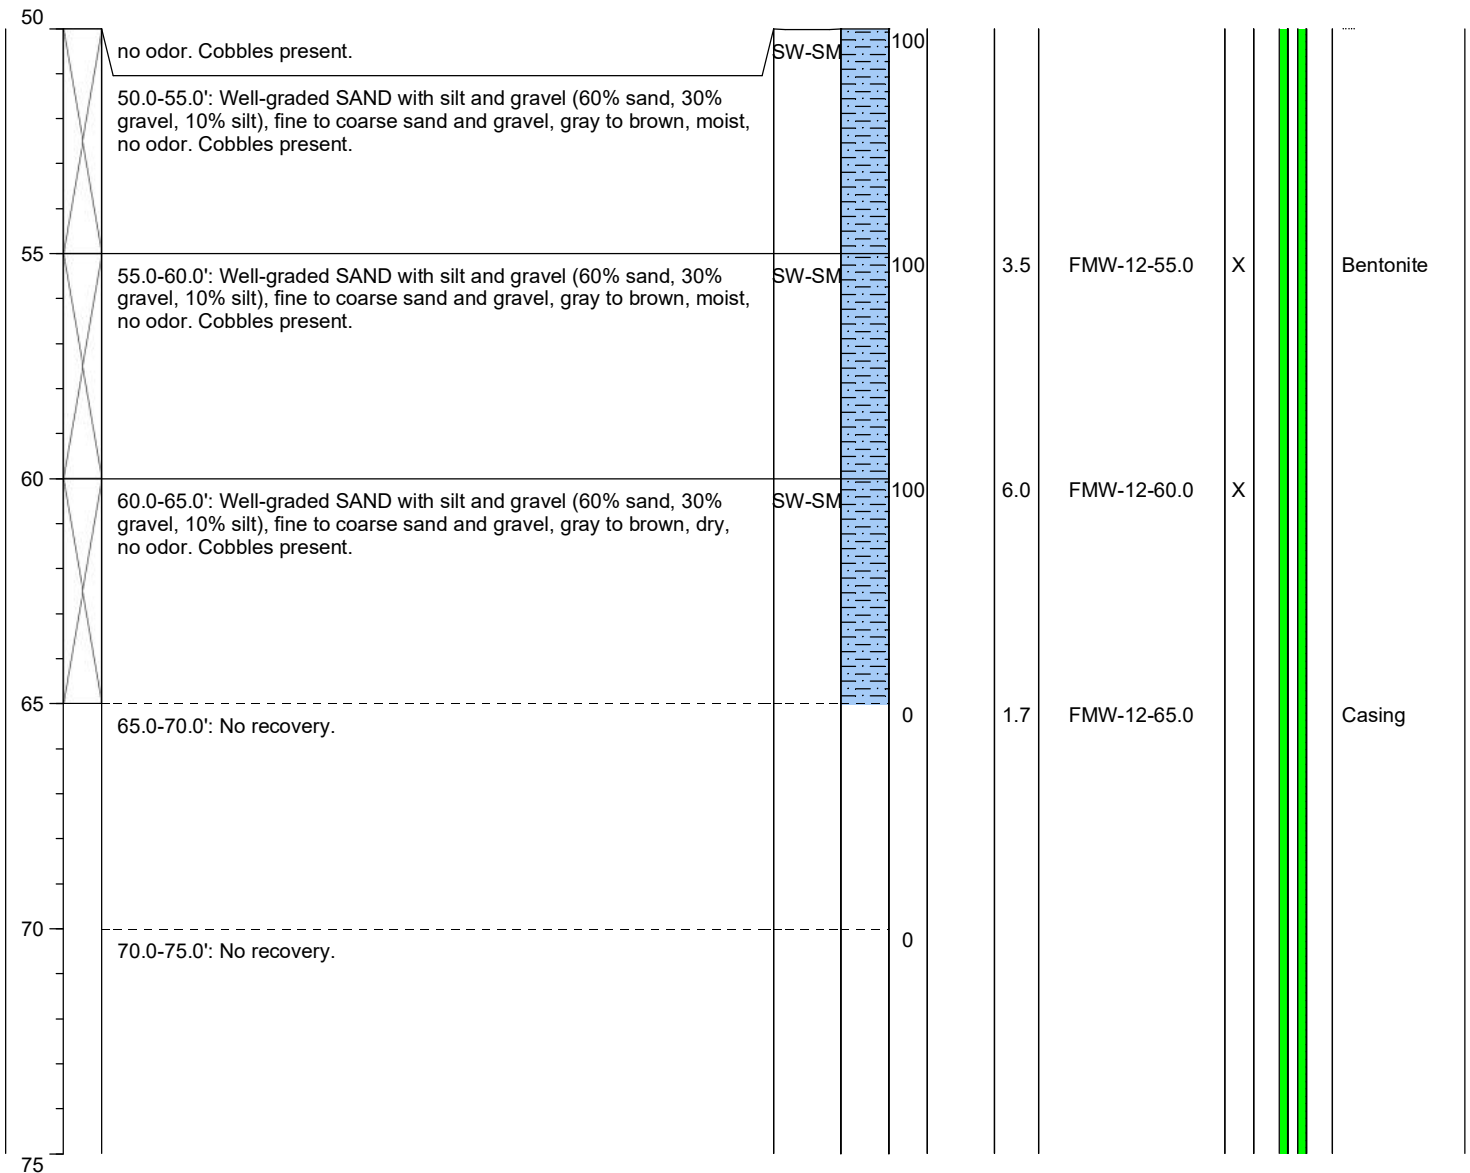 50
no odor. Cobbles present.
SW-SM
100
50.0-55.0': Well-graded SAND with silt and gravel (60% sand, 30%
gravel, 10% silt), fine to coarse sand and gravel, gray to brown, moist,
no odor. Cobbles present.
55
55.0-60.0': Well-graded SAND with silt and gravel (60% sand, 30%
gravel, 10% silt), fine to coarse sand and gravel, gray to brown, moist,
no odor. Cobbles present.
SW-SM
100
3.5
FMW-12-55.0
X
Bentonite
60
60.0-65.0': Well-graded SAND with silt and gravel (60% sand, 30%
gravel, 10% silt), fine to coarse sand and gravel, gray to brown, dry,
no odor. Cobbles present.
SW-SM
100
6.0
FMW-12-60.0
X
65
65.0-70.0': No recovery.
0
1.7
FMW-12-65.0
Casing
70
70.0-75.0': No recovery.
0
75